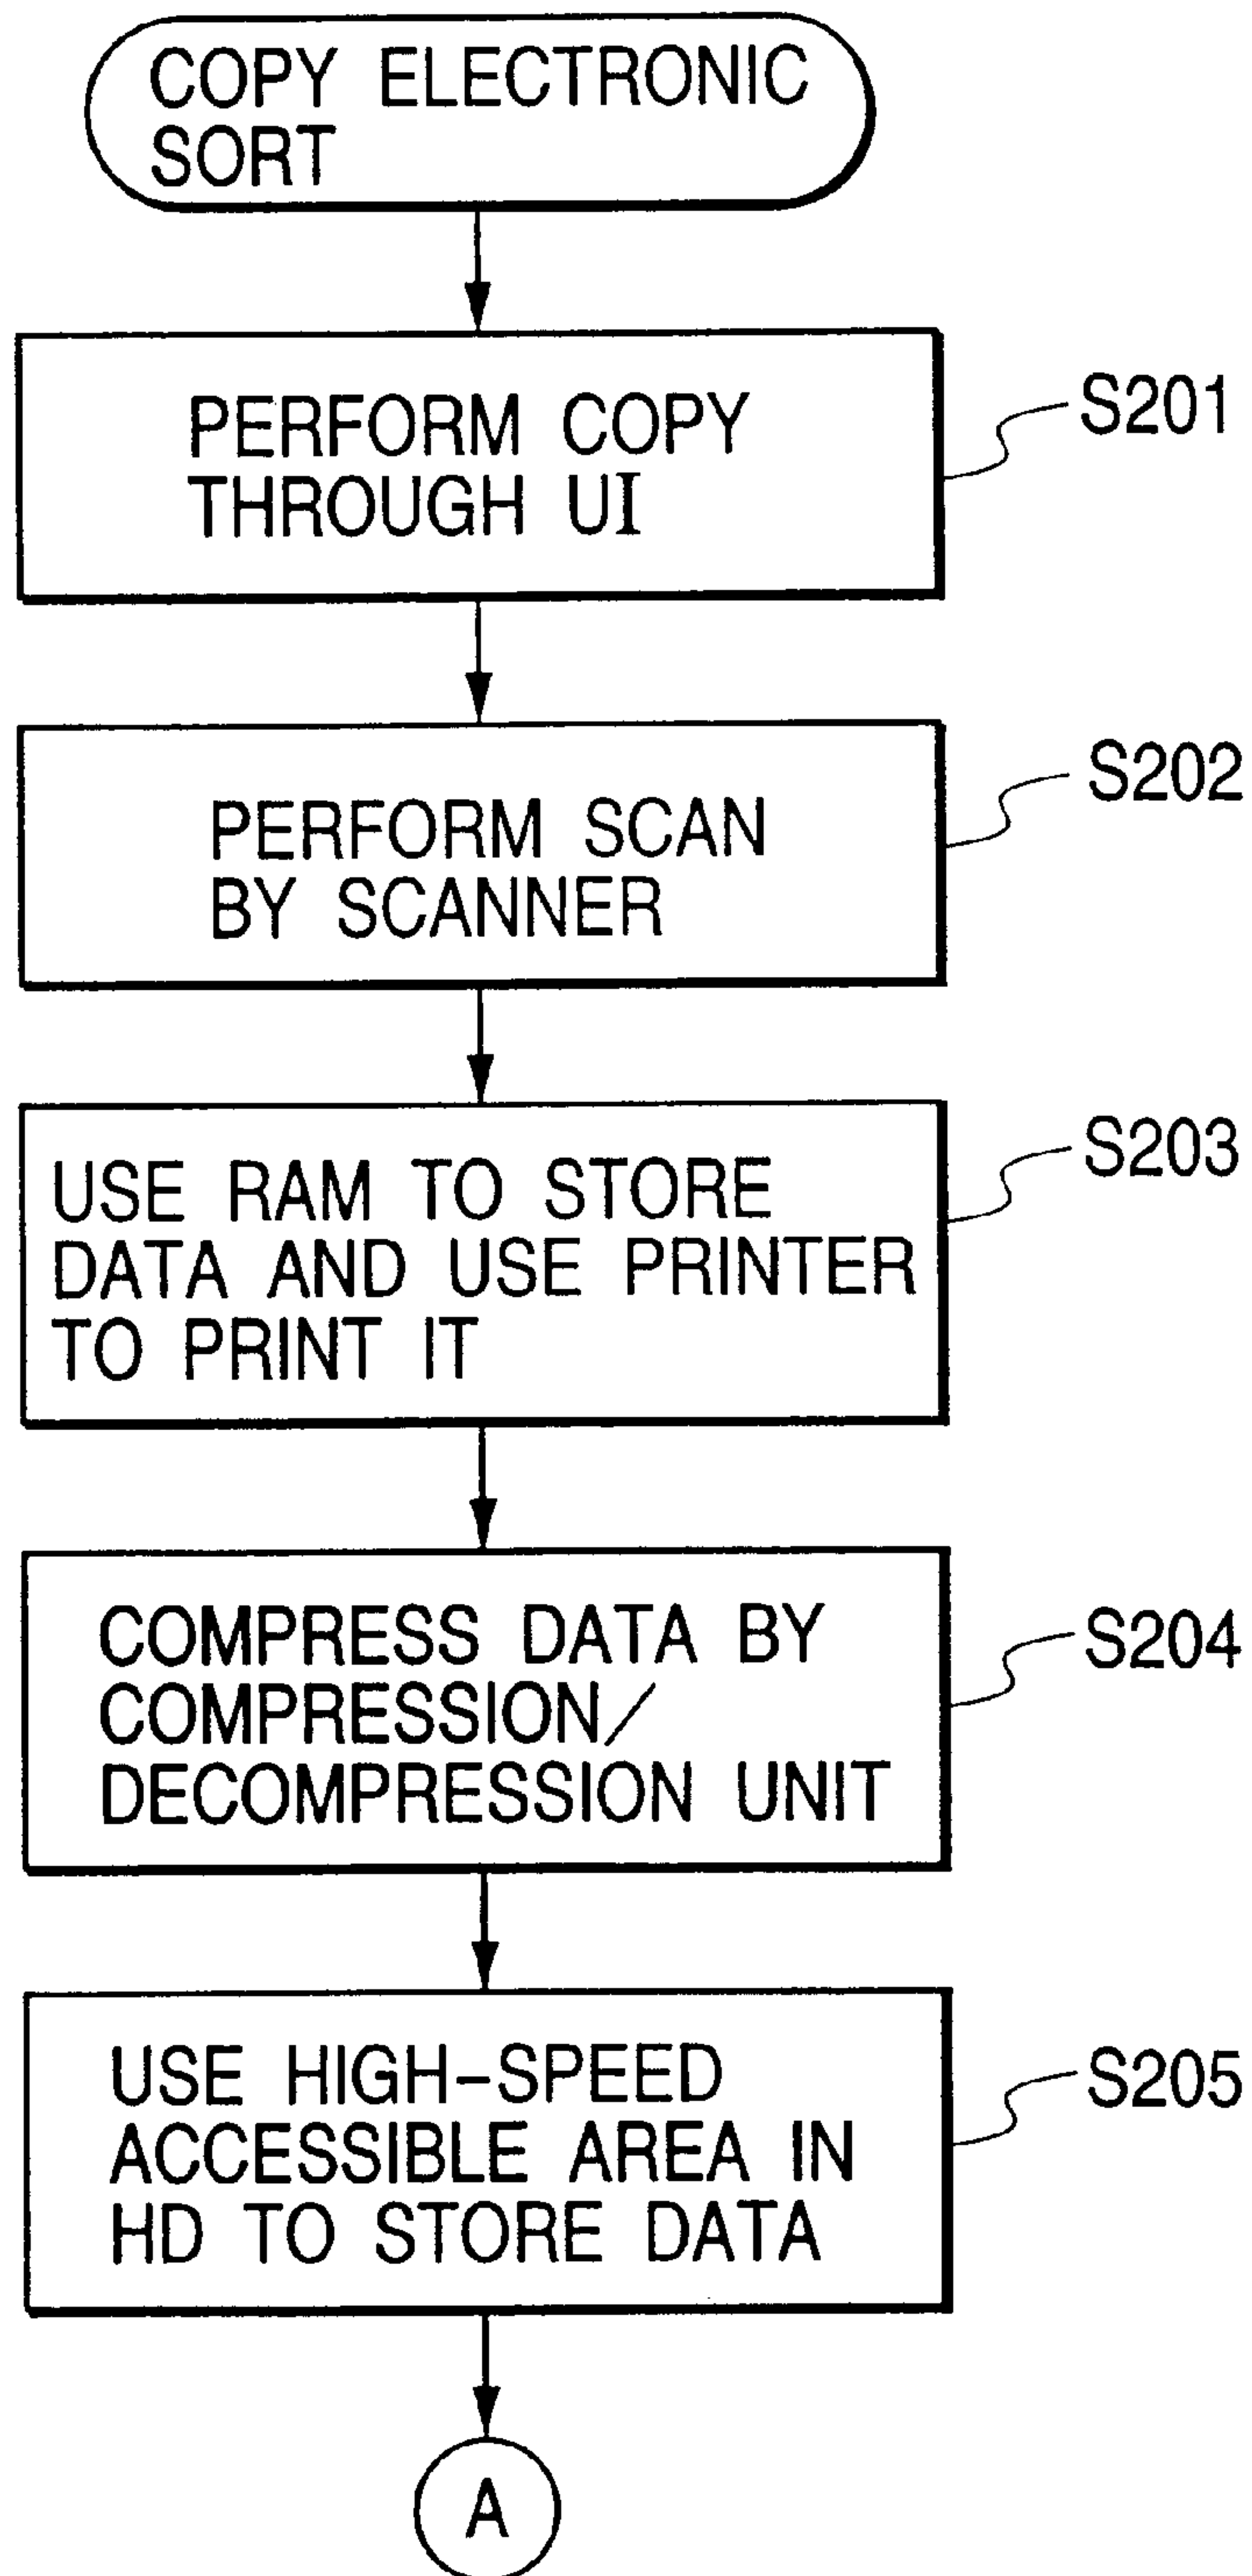 COPY ELECTRONIC
SORT
PERFORM COPY
THROUGH UI
S201
PERFORM SCAN
BY SCANNER
S202
USE RAM TO STORE
DATA AND USE PRINTER
TO PRINT IT
S203
COMPRESS DATA BY
COMPRESSION/
DECOMPRESSION UNIT
S204
USE HIGH-SPEED
ACCESSIBLE AREA IN
HD TO STORE DATA
S205
A